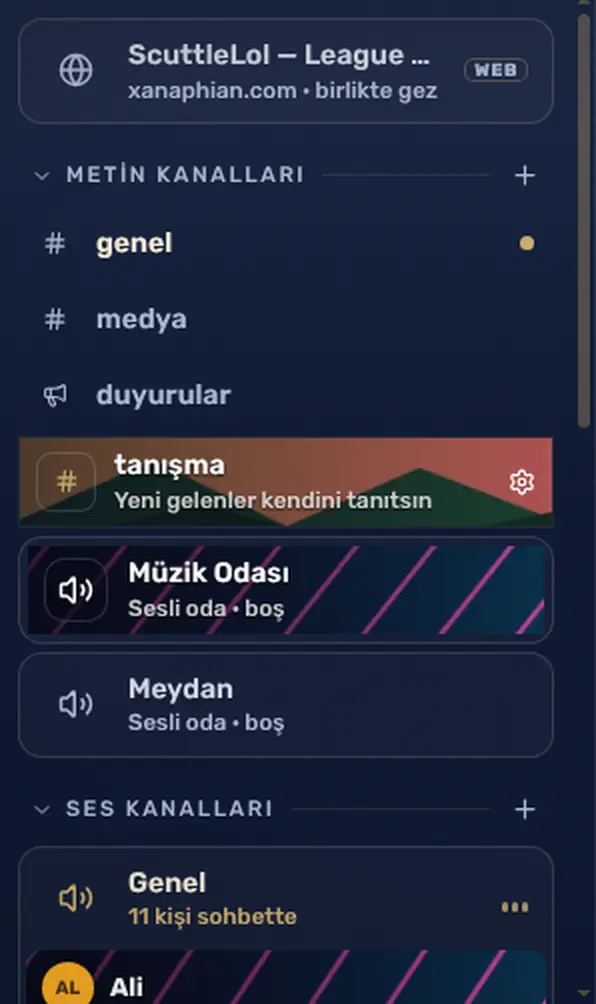 ScuttleLol — League ...
WEB
xanaphian.com • birlikte gez
METİN KANALLARI
# genel
# medya
duyurular
# tanışma
Yeni gelenler kendini tanıtsın
Müzik Odası
Sesli oda • boş
Meydan
Sesli oda • boş
SES KANALLARI
Genel
11 kişi sohbette
AL Ali